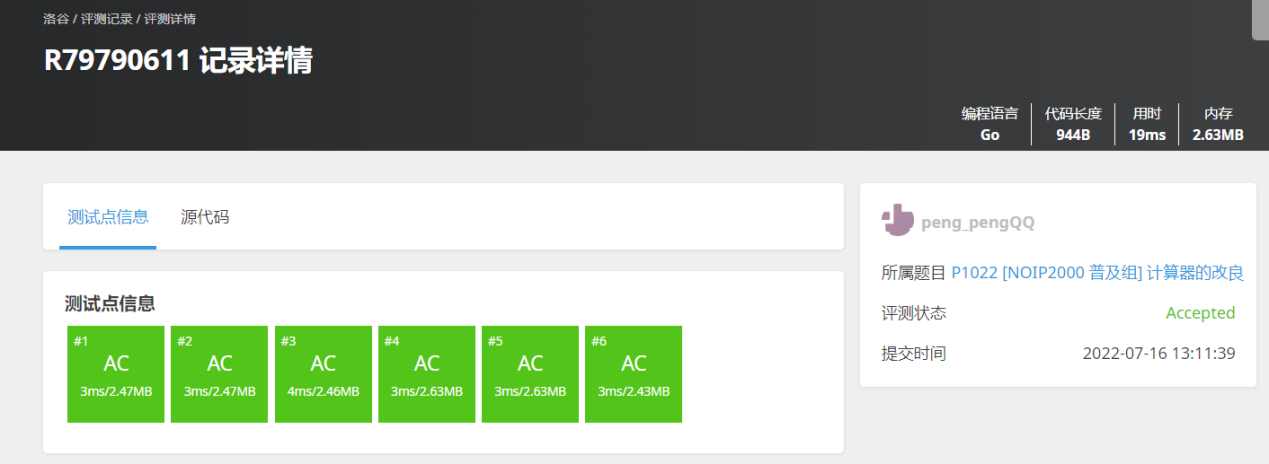 洛谷 / 评测记录 / 评测详情
R79790611 记录详情
编程语言 代码长度 用时 内存
Go 944B 19ms 2.63MB
测试点信息 源代码
peng_pengQQ
所属题目 P1022 [NOIP2000 普及组] 计算器的改良
评测状态 Accepted
提交时间 2022-07-16 13:11:39
测试点信息
#1 #2 #3 #4 #5 #6
AC AC AC AC AC AC
3ms/2.47MB 3ms/2.47MB 4ms/2.46MB 3ms/2.63MB 3ms/2.63MB 3ms/2.43MB